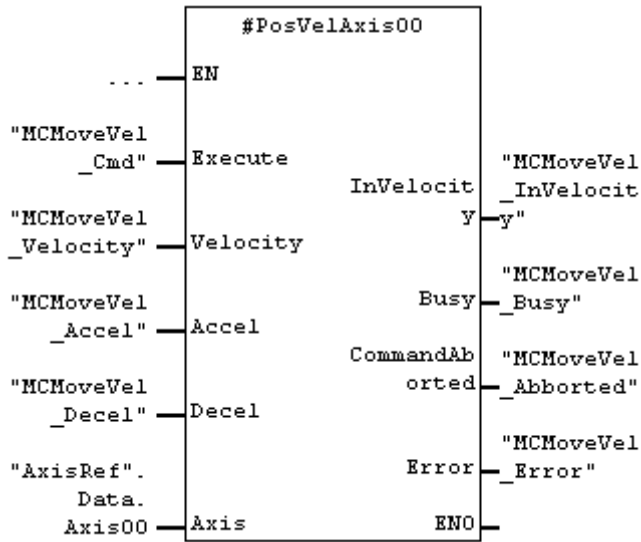 #PosVelAxis00
... EN
"MCMoveVel
_Cmd" Execute
"MCMoveVel
_Velocity" Velocity
"MCMoveVel
_Accel" Accel
"MCMoveVel
_Decel" Decel
"AxisRef".
Data.
Axis00 Axis
InVelocit
y
"MCMoveVel
_InVelocit
y"
Busy
"MCMoveVel
_Busy"
CommandAb
orted
"MCMoveVel
_Abborted"
Error
"MCMoveVel
_Error"
ENO